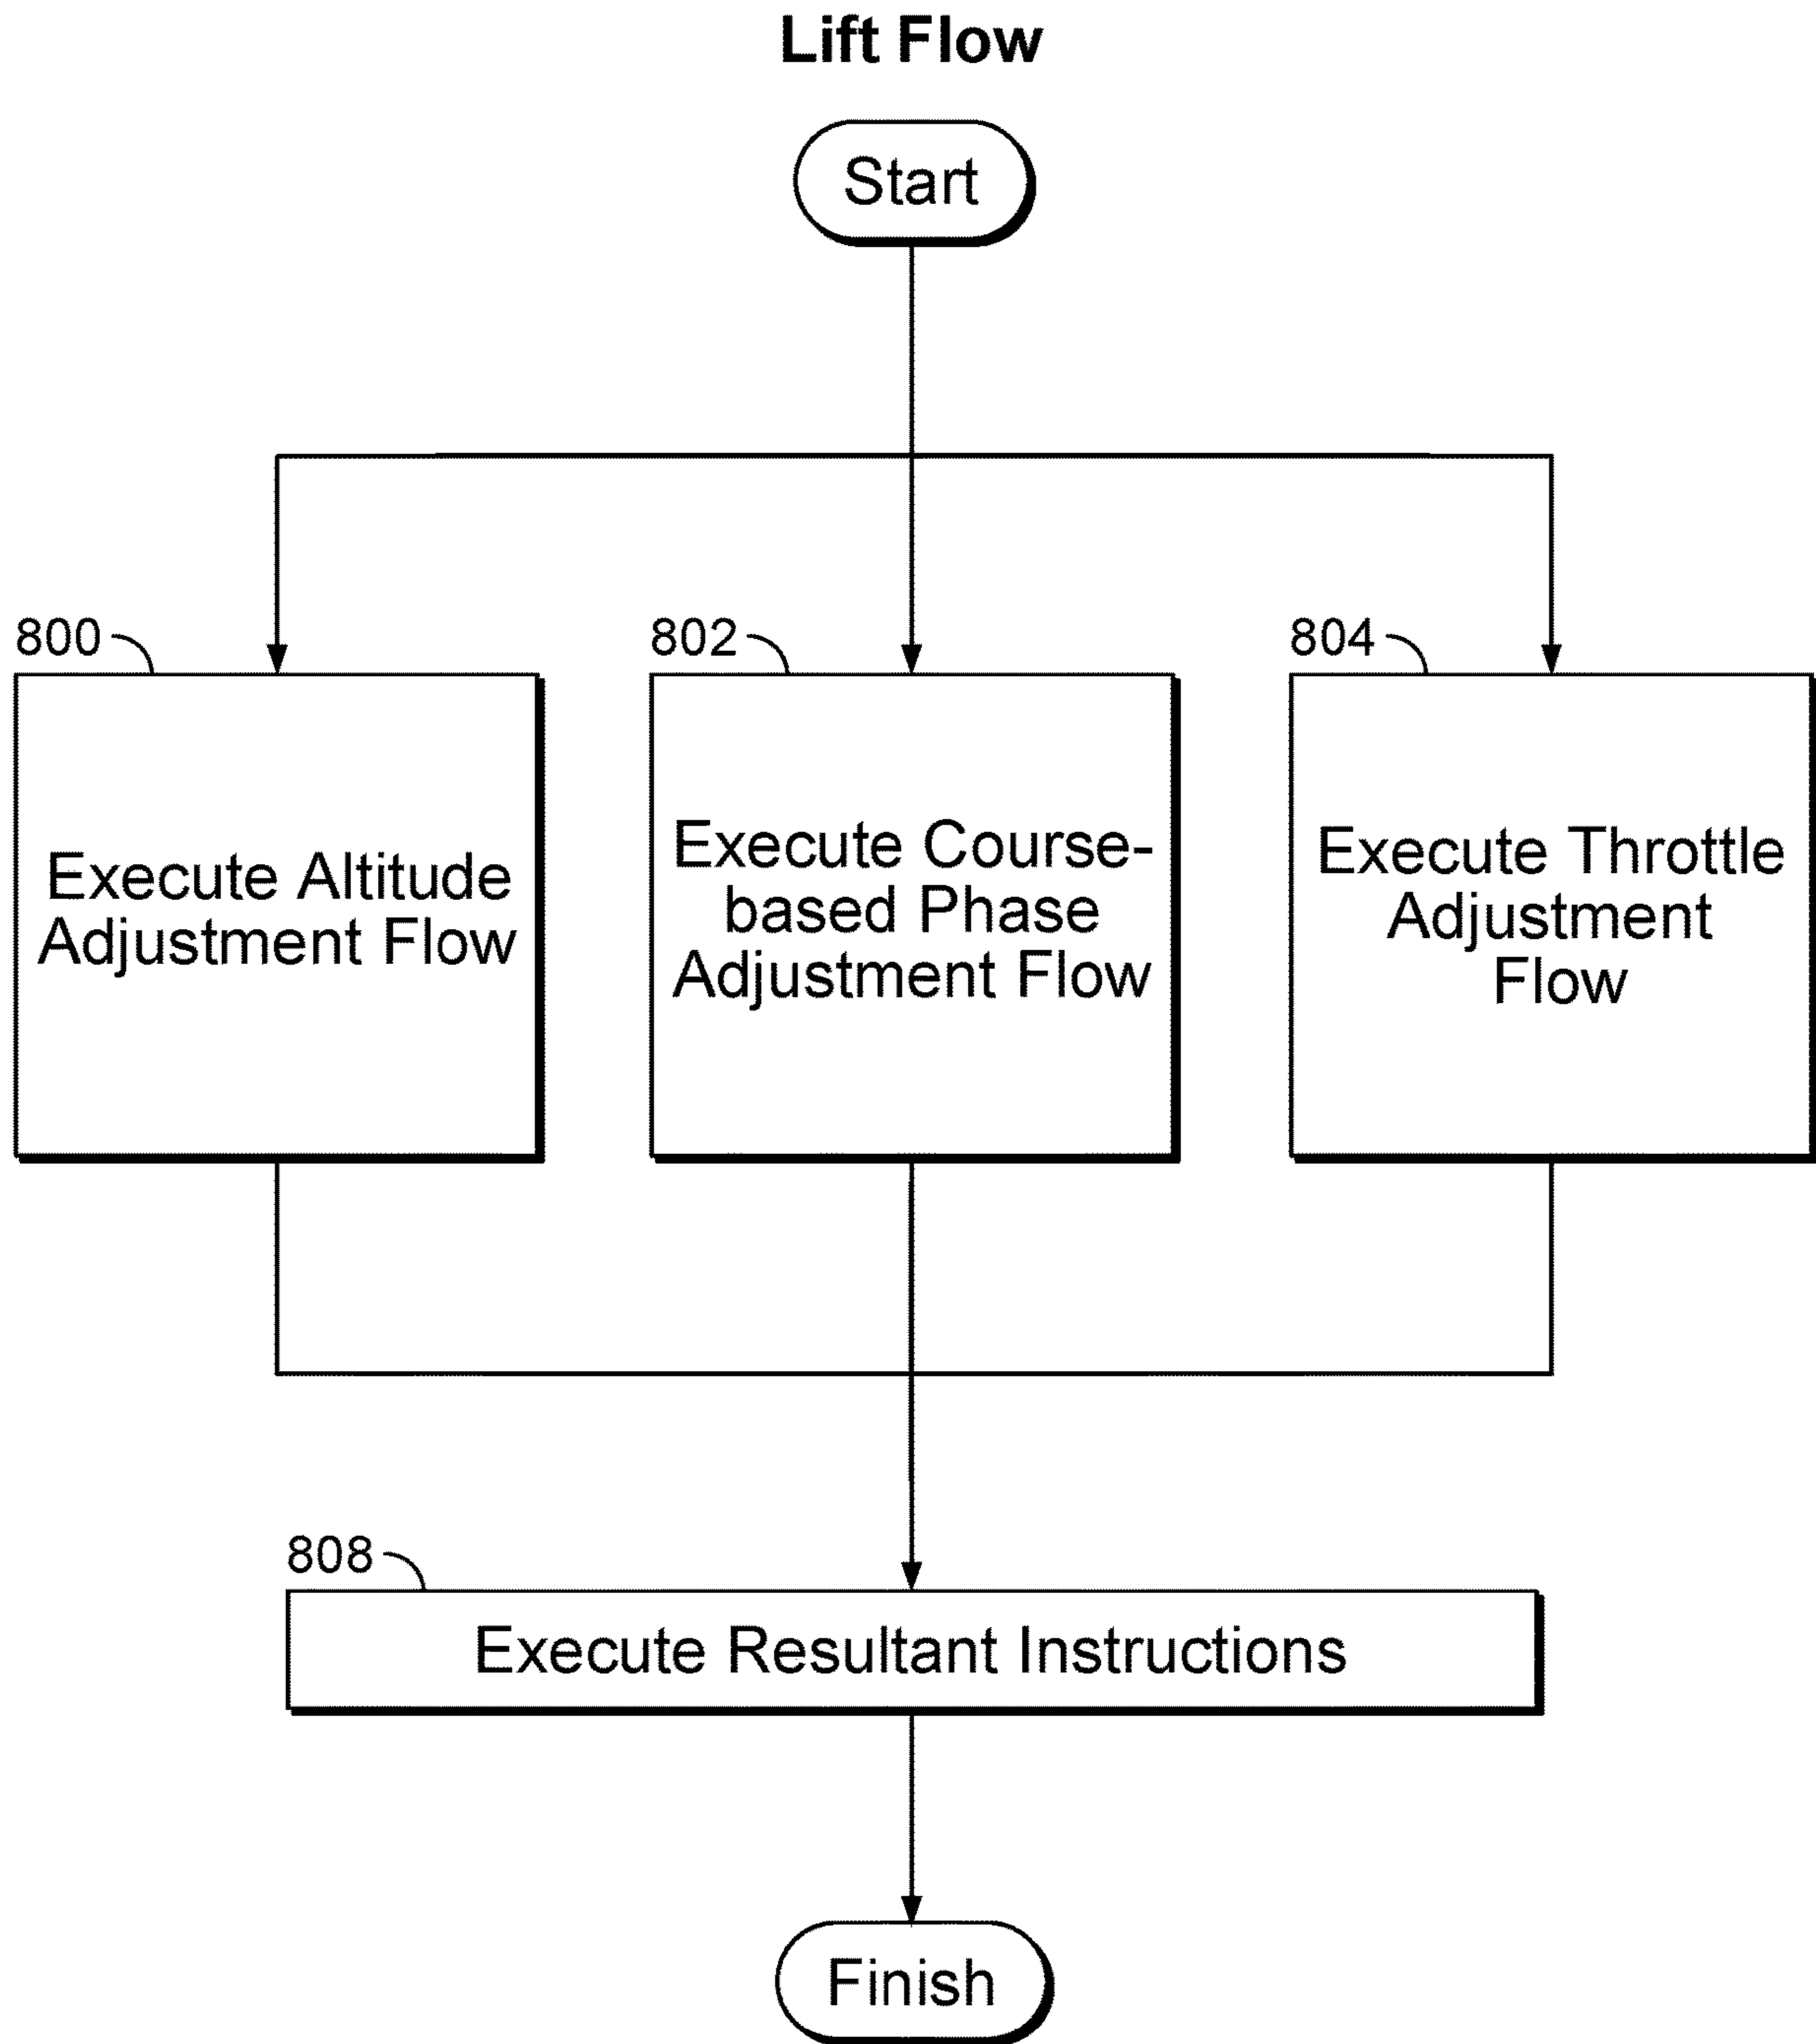 Lift Flow
Start
800
Execute Altitude
Adjustment Flow
802
Execute Course-
based Phase
Adjustment Flow
804
Execute Throttle
Adjustment
Flow
808
Execute Resultant Instructions
Finish